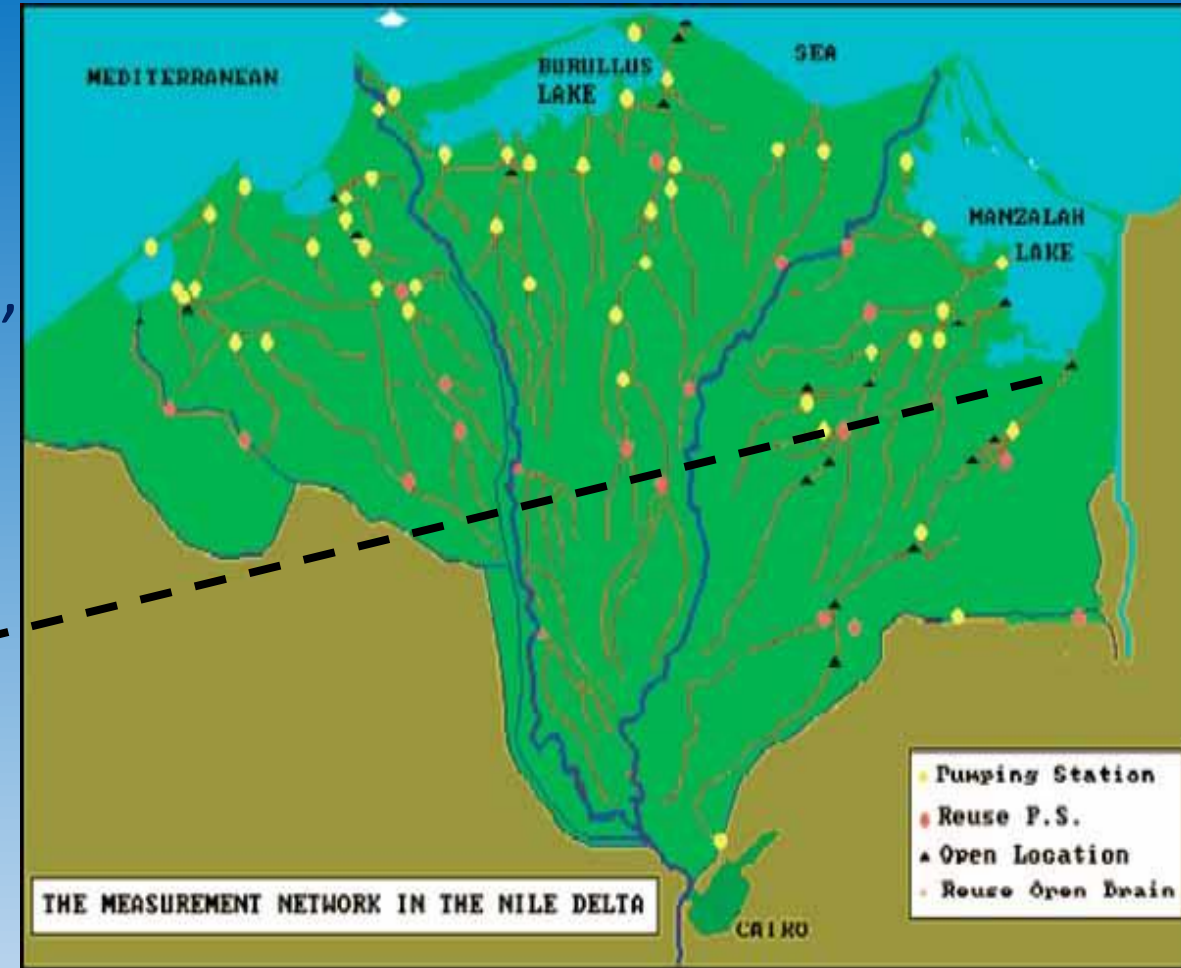 MEDITERRANEAN
BURULLUS
LAKE
SEA
MANZALAH
LAKE
,
Pumping Station
Reuse P.S.
Open Location
Reuse Open Drain
THE MEASUREMENT NETWORK IN THE NILE DELTA
CAIRO